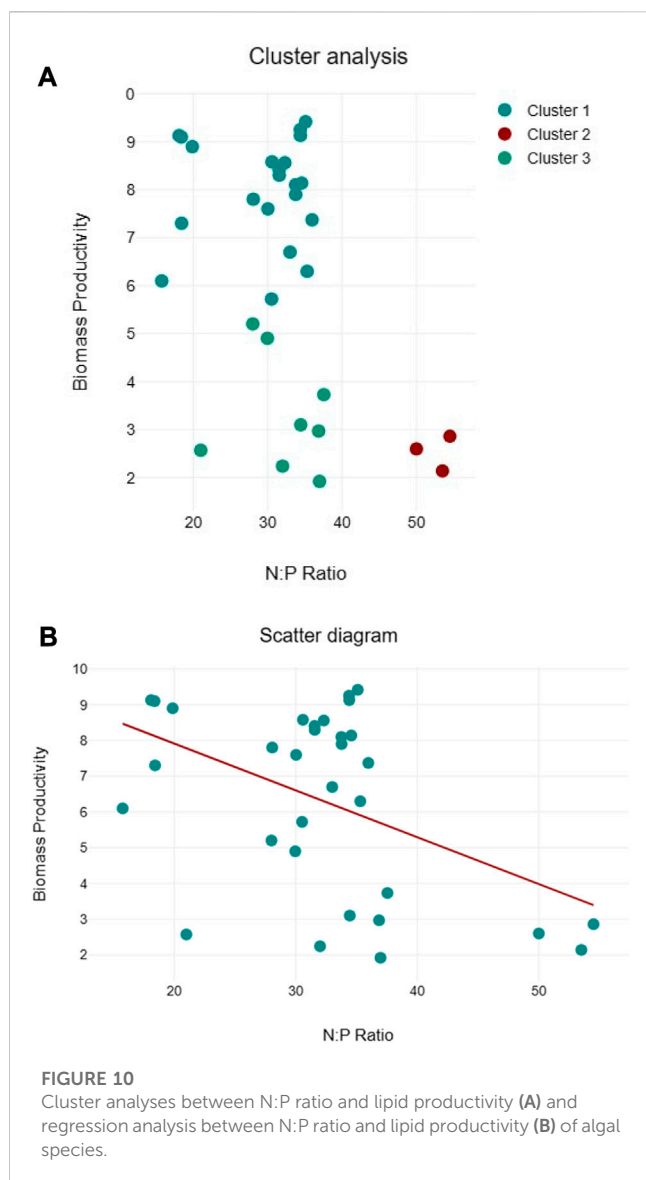 Cluster analysis
A
0
9
8
7
6
5
4
3
2
Biomass Productivity
20 30 40 50
N:P Ratio
Cluster 1
Cluster 2
Cluster 3
B
Scatter diagram
10
9
8
7
6
5
4
3
2
Biomass Productivity
20 30 40 50
N:P Ratio
FIGURE 10
Cluster analyses between N:P ratio and lipid productivity (A) and
regression analysis between N:P ratio and lipid productivity (B) of algal
species.